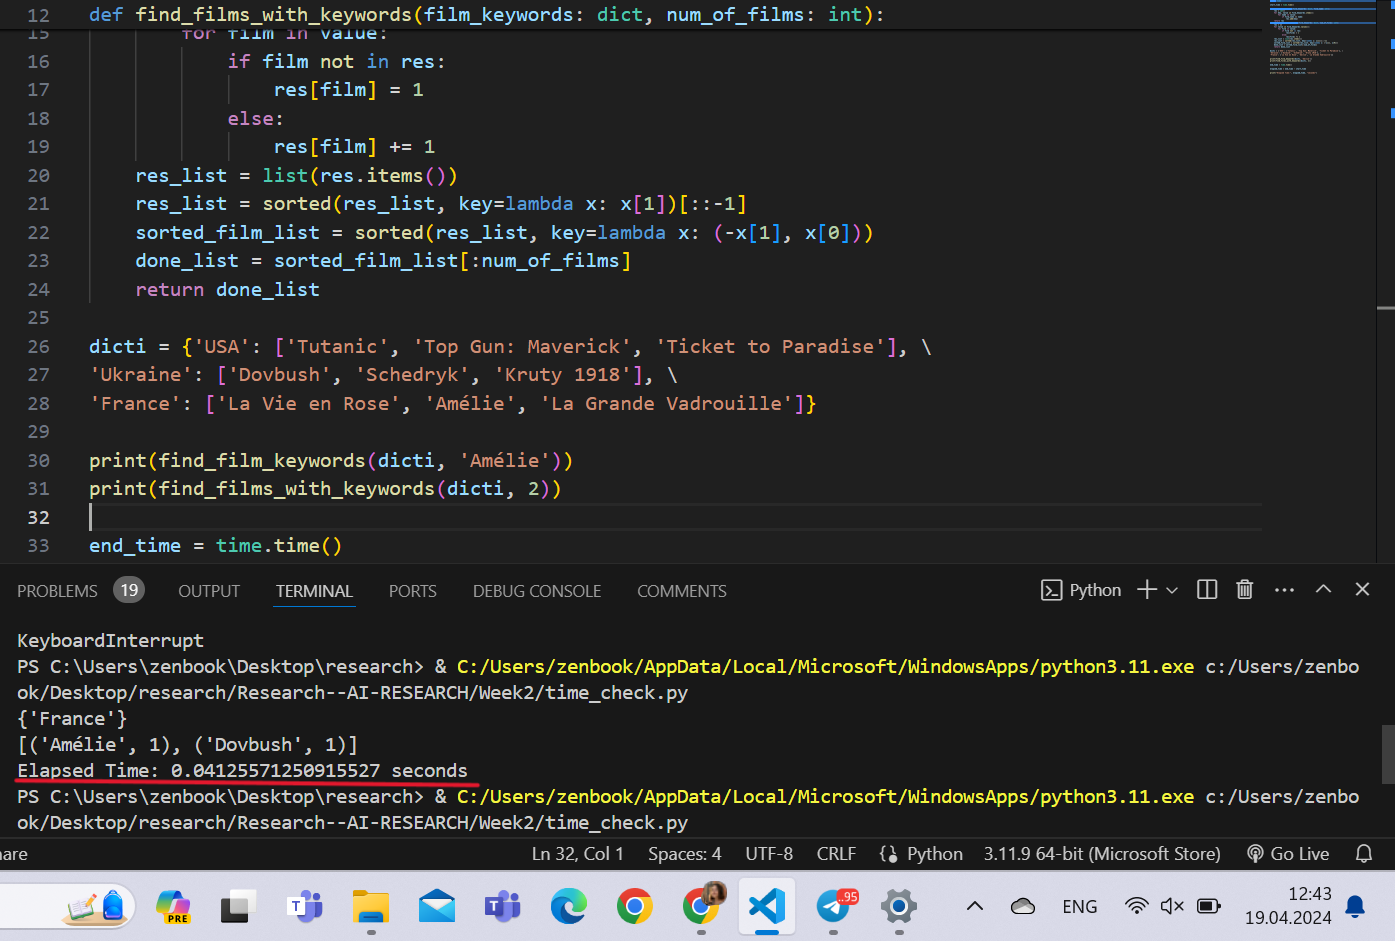 12 def find_films_with_keywords(film_keywords: dict, num_of_films: int):
15 for film in value:
16 if film not in res:
17 res[film] = 1
18 else:
19 res[film] += 1
20 res_list = list(res.items())
21 res_list = sorted(res_list, key=lambda x: x[1])[::-1]
22 sorted_film_list = sorted(res_list, key=lambda x: (-x[1], x[0]))
23 done_list = sorted_film_list[:num_of_films]
24 return done_list
25
26 dicti = {'USA': ['Tutanic', 'Top Gun: Maverick', 'Ticket to Paradise'], \
27 'Ukraine': ['Dovbush', 'Schedryk', 'Kruty 1918'], \
28 'France': ['La Vie en Rose', 'Amélie', 'La Grande Vadrouille']}
29
30 print(find_film_keywords(dicti, 'Amélie'))
31 print(find_films_with_keywords(dicti, 2))
32
33 end_time = time.time()
PROBLEMS 19 OUTPUT TERMINAL PORTS DEBUG CONSOLE COMMENTS Python
KeyboardInterrupt
PS C:\Users\zenbook\Desktop\research> & C:/Users/zenbook/AppData/Local/Microsoft/WindowsApps/python3.11.exe c:/Users/zenbo
ok/Desktop/research/Research--AI-RESEARCH/Week2/time_check.py
{'France'}
[('Amélie', 1), ('Dovbush', 1)]
Elapsed Time: 0.04125571250915527 seconds
PS C:\Users\zenbook\Desktop\research> & C:/Users/zenbook/AppData/Local/Microsoft/WindowsApps/python3.11.exe c:/Users/zenbo
ok/Desktop/research/Research--AI-RESEARCH/Week2/time_check.py
are Ln 32, Col 1 Spaces: 4 UTF-8 CRLF Python 3.11.9 64-bit (Microsoft Store) Go Live
PRE T T ..95 ENG 12:43
19.04.2024